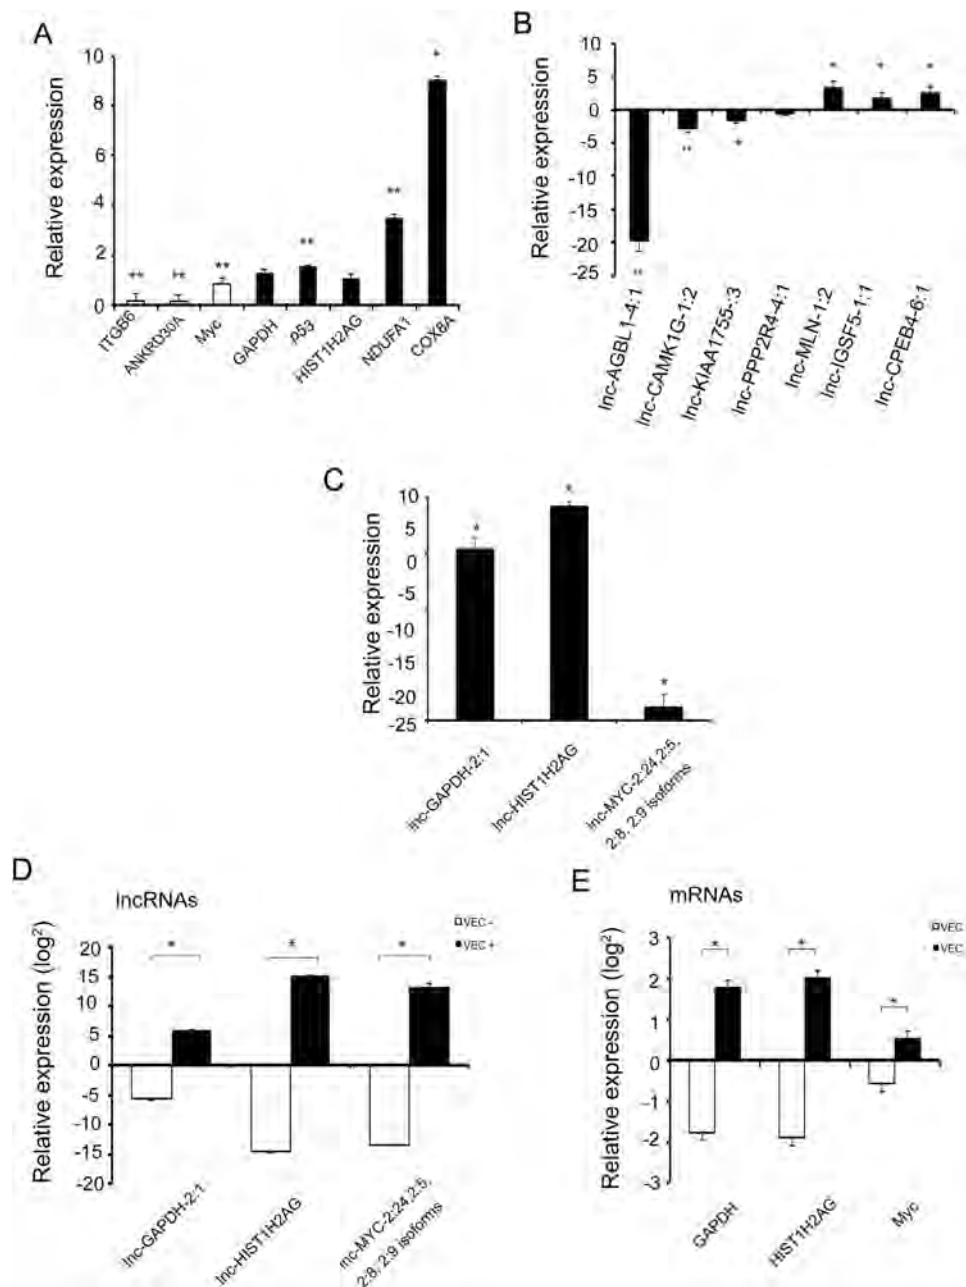 A
Relative expression
10
8
6
4
2
0
** ** ** ** ** *
ITGB6
ANKRD30A
Myc
GAPDH
p53
HIST1H2AG
NDUFA1
COX8A
B
Relative expression
10
5
0
-5
-10
-15
-20
-25
** ** * * * *
lnc-AGBL1-4:1
lnc-CAMK1G-1:2
lnc-PPP2R4-4:1
lnc-MLN-1:2
lnc-IGSF5-1:1
lnc-CPEB4-6:1
C
Relative expression
10
5
0
-5
-10
-15
-20
-25
* * *
lnc-GAPDH-2:1
lnc-HIST1H2AG
lnc-MYC-2:24,2:5,
2:8, 2:9 isoforms
D
lncRNAs
VEC -
VEC +
Relative expression (log²)
20
15
10
5
0
-5
-10
-15
-20
* * *
lnc-GAPDH-2:1
lnc-HIST1H2AG
lnc-MYC-2:24,2:5,
2:8, 2:9 isoforms
E
mRNAs
VEC
VEC
Relative expression (log²)
3
2
1
0
-1
-2
-3
* * *
GAPDH
HIST1H2AG
Myc